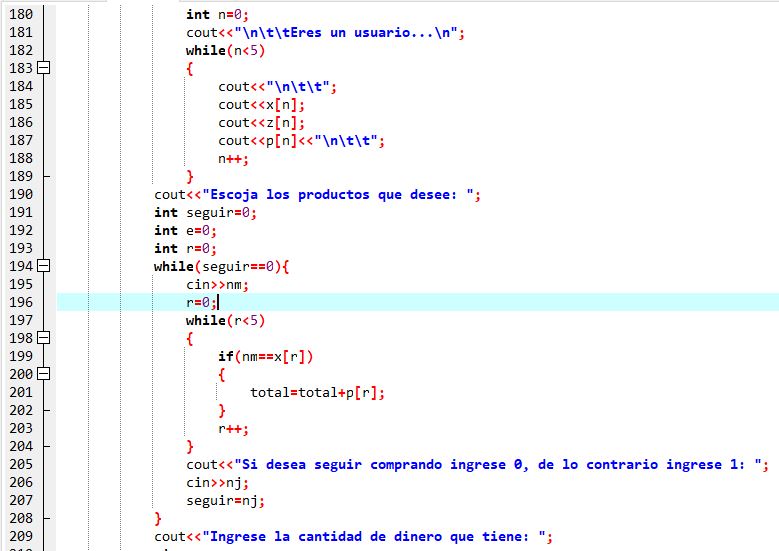 180 int n=0;
181 cout<<"\n\t\tEres un usuario...\n";
182 while(n<5)
183 {
184 cout<<"\n\t\t";
185 cout<<x[n];
186 cout<<z[n];
187 cout<<p[n]<<"\n\t\t";
188 n++;
189 }
190 cout<<"Escoja los productos que desee: ";
191 int seguir=0;
192 int e=0;
193 int r=0;
194 while(seguir==0){
195 cin>>nm;
196 r=0;
197 while(r<5)
198 {
199 if(nm==x[r])
200 {
201 total=total+p[r];
202 }
203 r++;
204 }
205 cout<<"Si desea seguir comprando ingrese 0, de lo contrario ingrese 1: ";
206 cin>>nj;
207 seguir=nj;
208 }
209 cout<<"Ingrese la cantidad de dinero que tiene: ";